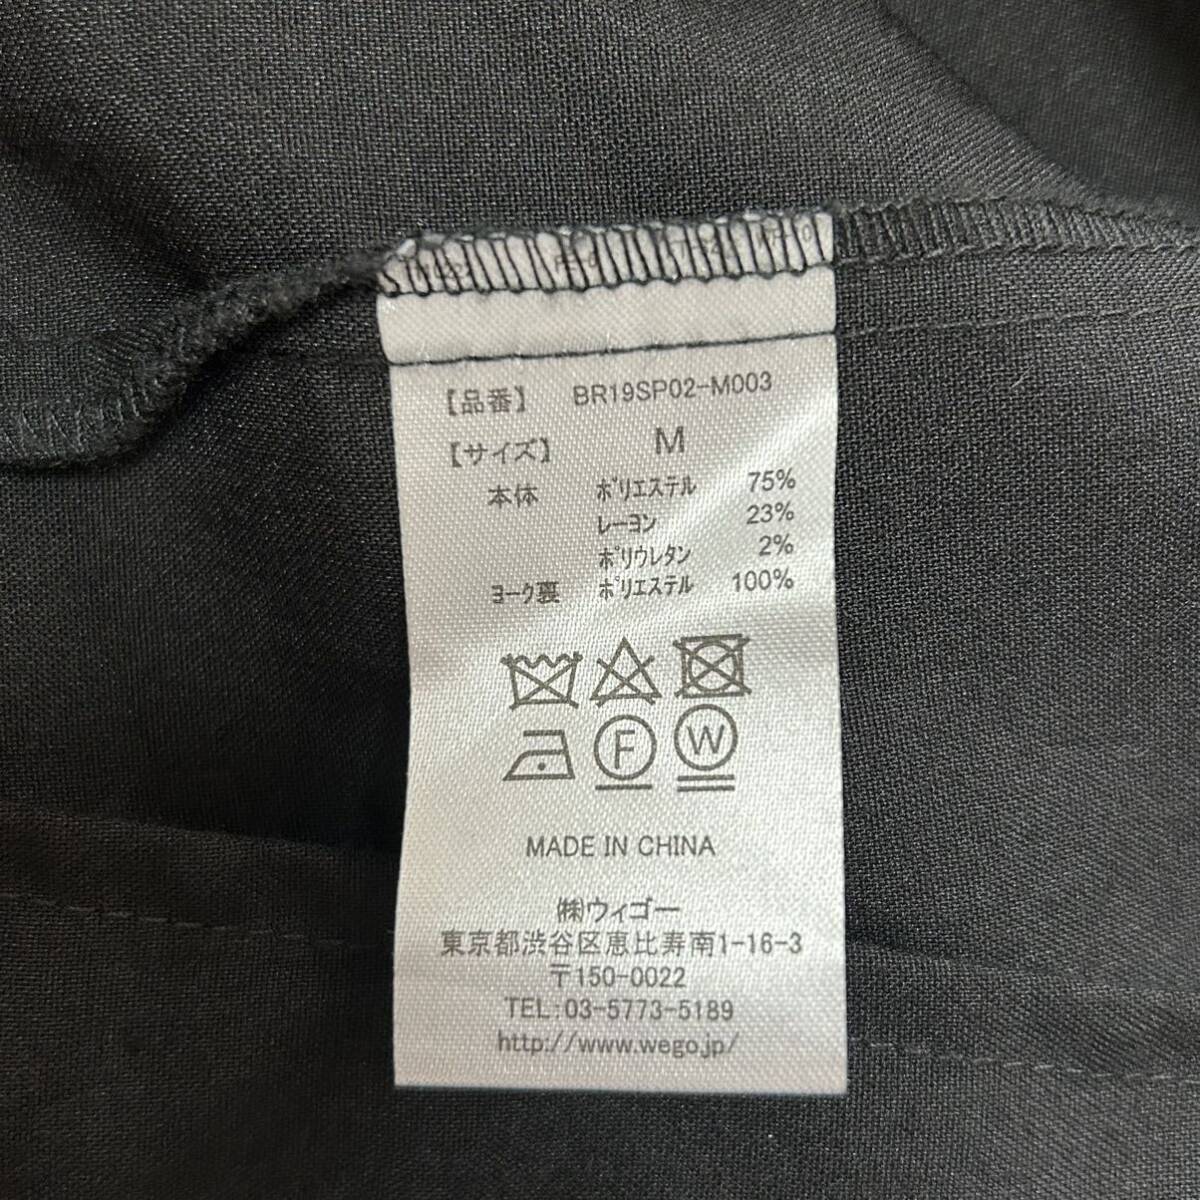 【品番】 BR19SP02-M003
【サイズ】 M
本体 ポリエステル 75%
レーヨン 23%
ポリウレタン 2%
ヨーク裏 ポリエステル 100%
F W
MADE IN CHINA
㈱ウィゴー
東京都渋谷区恵比寿南1-16-3
〒150-0022
TEL:03-5773-5189
http://www.wego.jp/